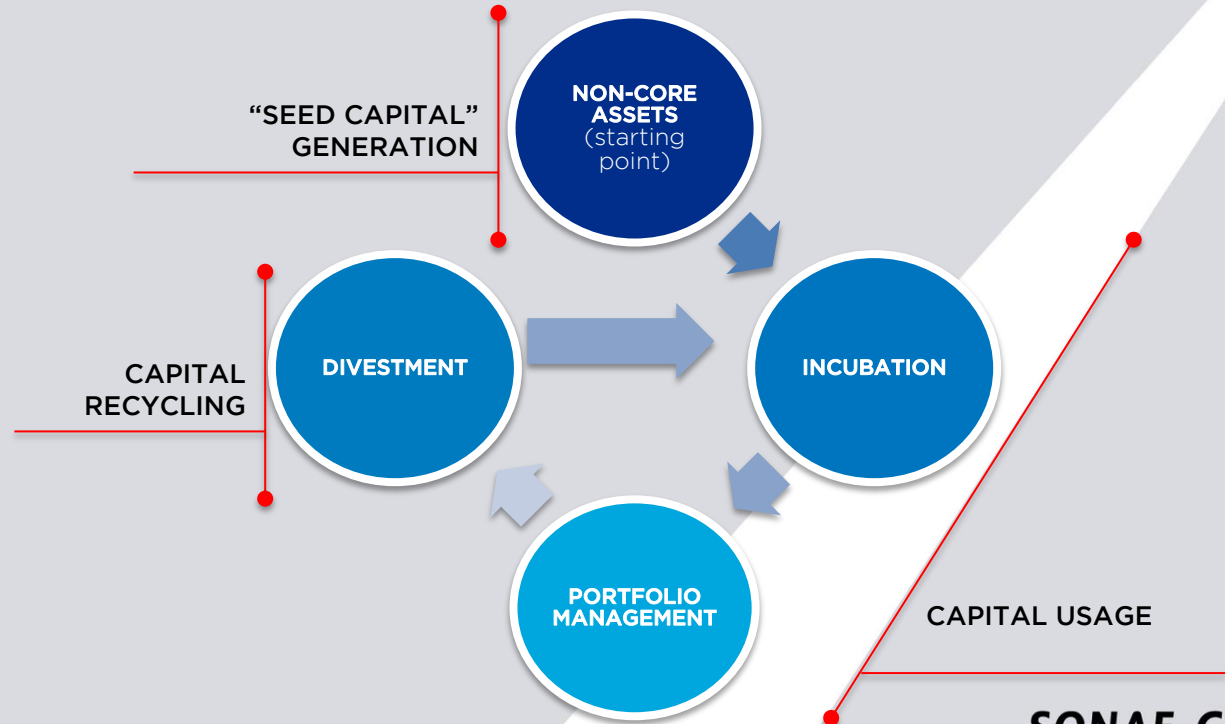 “SEED CAPITAL”
GENERATION
NON-CORE
ASSETS
(starting
point)
CAPITAL
RECYCLING
DIVESTMENT
INCUBATION
PORTFOLIO
MANAGEMENT
CAPITAL USAGE